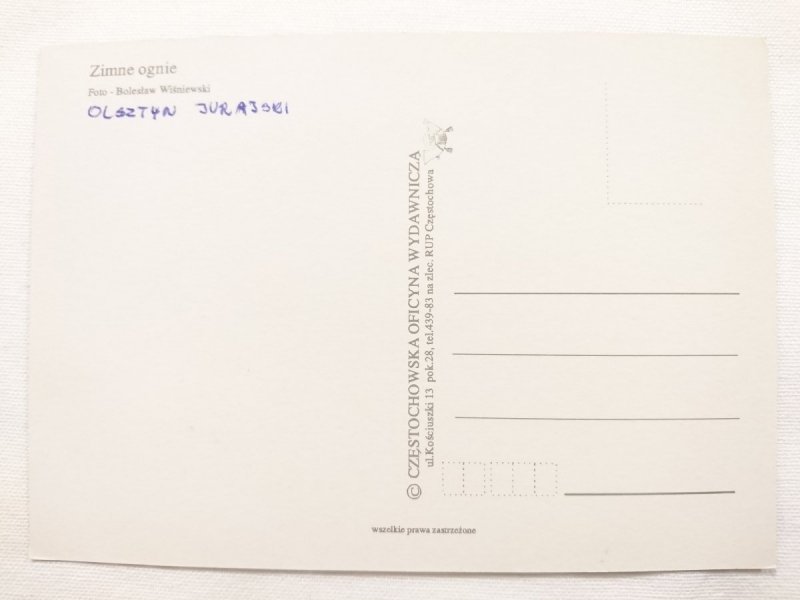 Zimne ognie
Foto - Bolesław Wiśniewski
OLSZTYN JURAJSKI
© CZĘSTOCHOWSKA OFICYNA WYDAWNICZA
ul.Kościuszki 13 pok.28, tel.439-83 na zlec. RUP Częstochowa
wszelkie prawa zastrzeżone